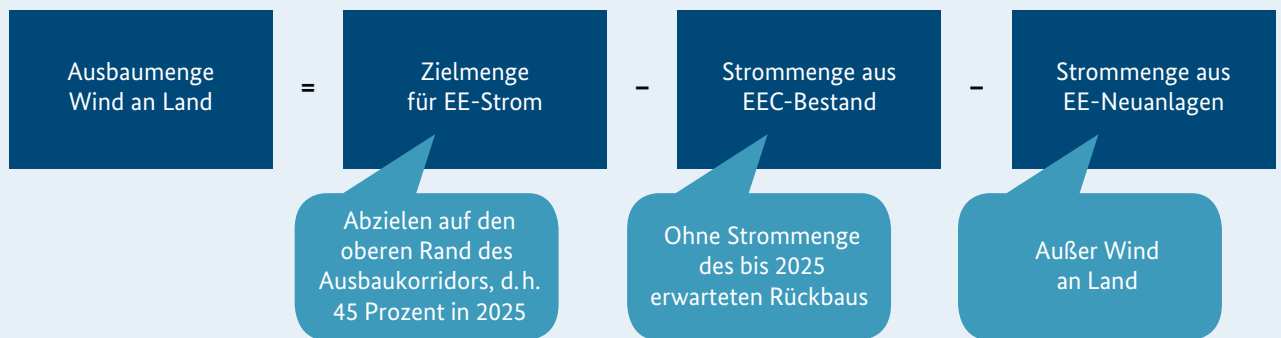 Ausbaumenge
Wind an Land
=
Zielmenge
für EE-Strom
–
Strommenge aus
EEC-Bestand
–
Strommenge aus
EE-Neuanlagen
Abzielen auf den
oberen Rand des
Ausbaukorridors, d. h.
45 Prozent in 2025
Ohne Strommenge
des bis 2025
erwarteten Rückbaus
Außer Wind
an Land